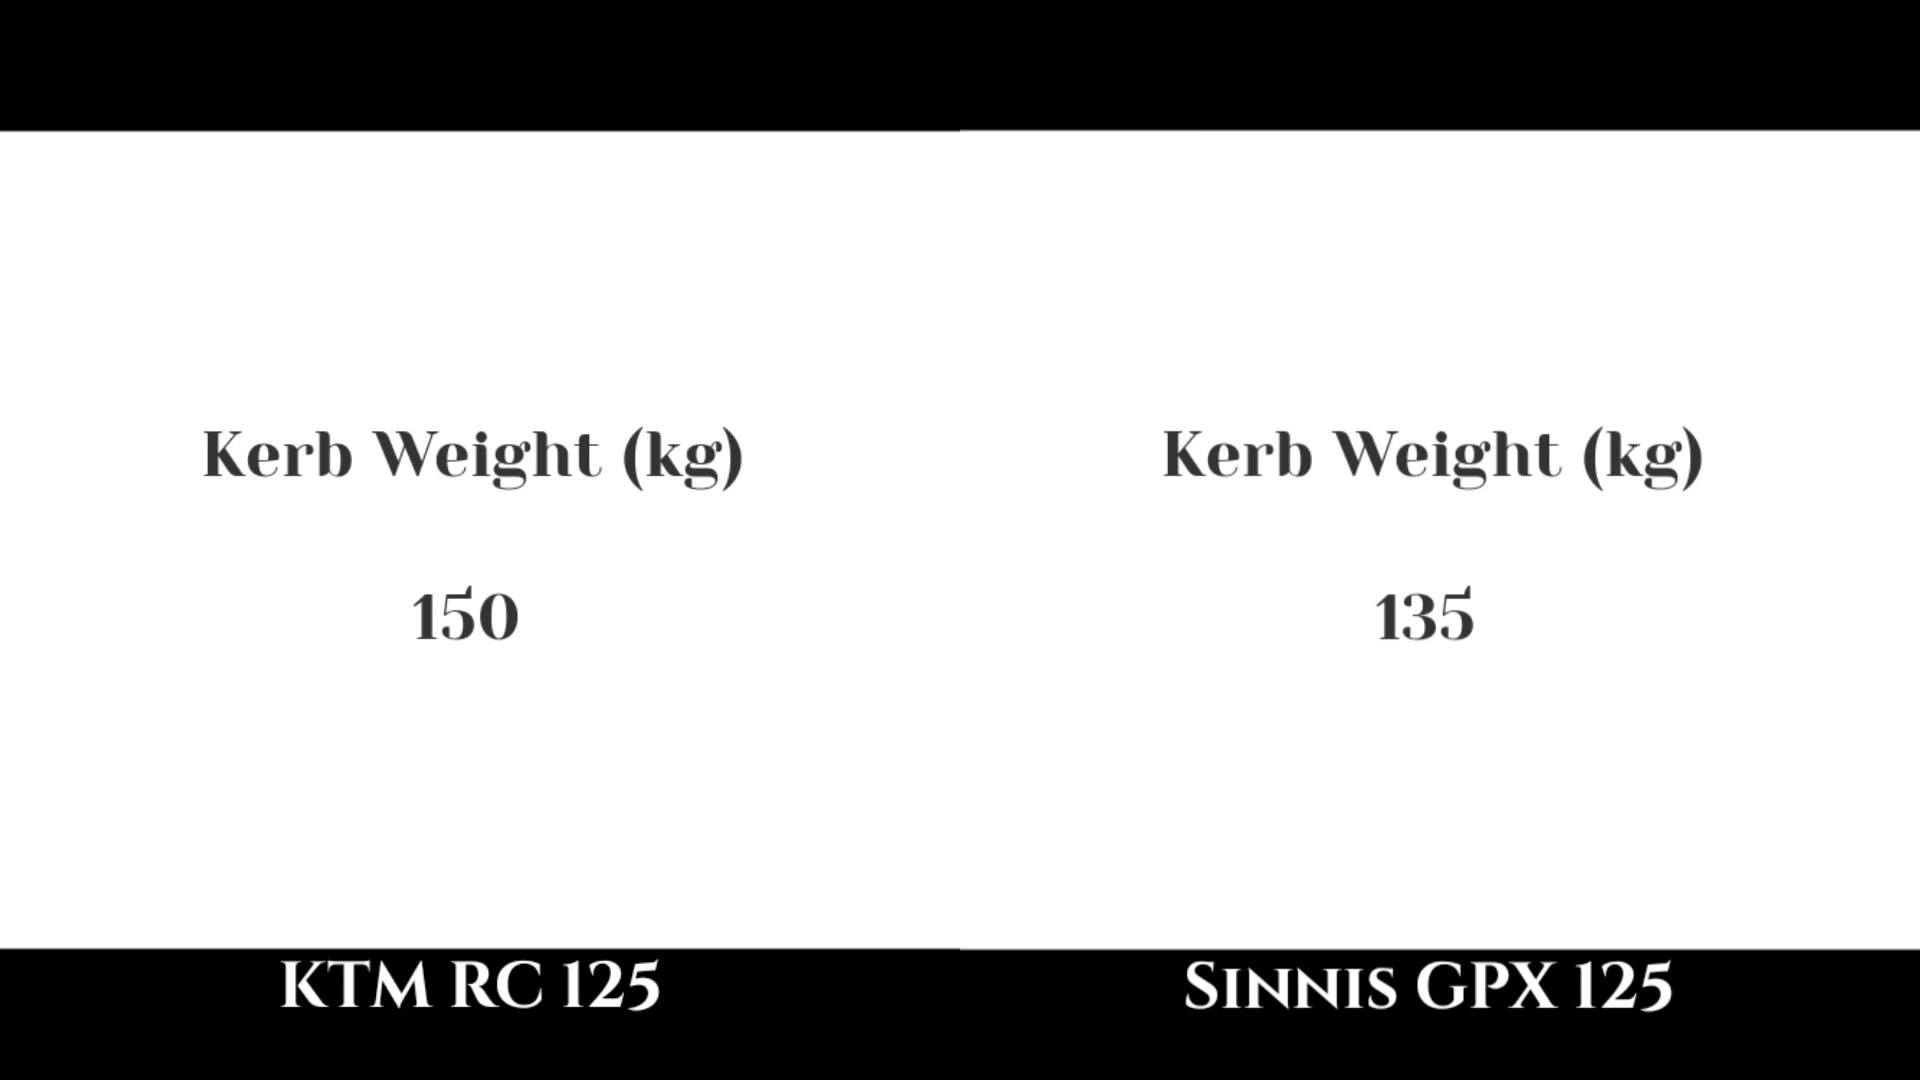 Kerb Weight (kg)
150
KTM RC 125
Kerb Weight (kg)
135
Sinnis GPX 125